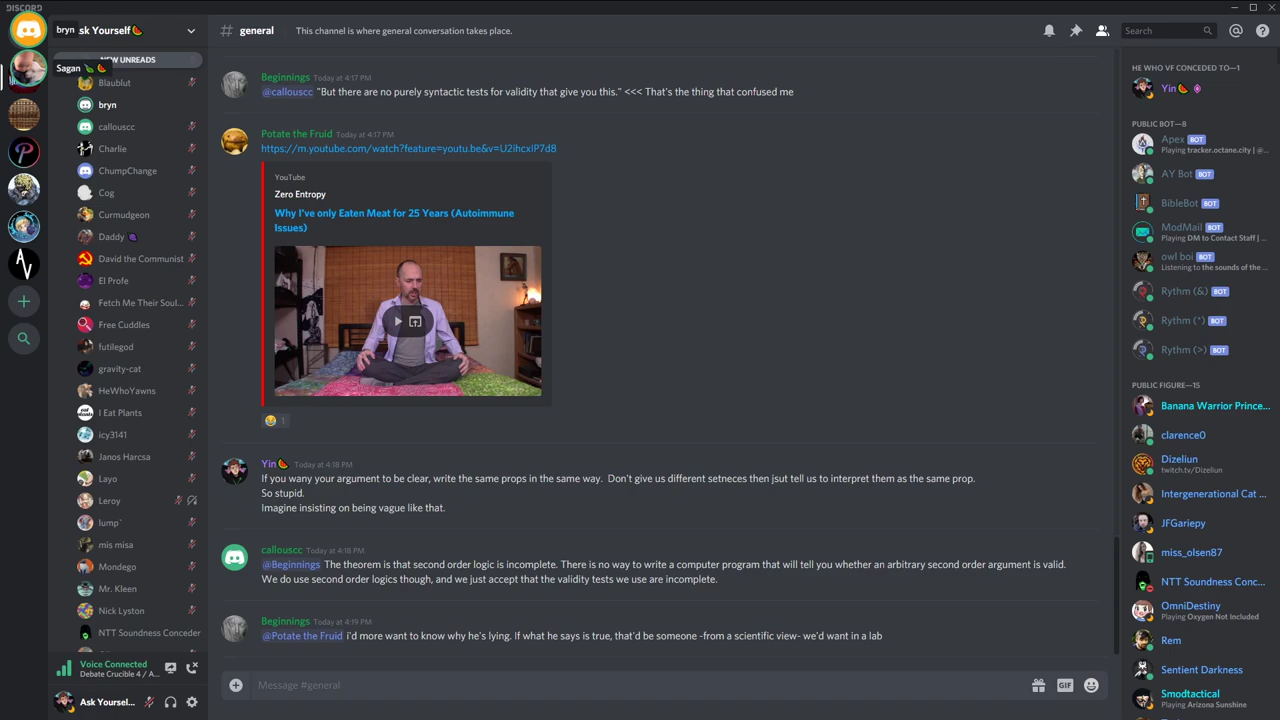 DISCORD
bryn
sk Yourself
Sagan
NEW UNREADS
Blaublut
bryn
callouscc
Charlie
ChumpChange
Cog
Curmudgeon
Daddy
David the Communist
El Profe
Fetch Me Their Soul...
Free Cuddles
futilegod
gravity-cat
HeWhoYawns
I Eat Plants
icy3141
Janos Harcsa
Layo
Leroy
lump`
mis misa
Mondego
Mr. Kleen
Nick Lyston
NTT Soundness Conceder
Voice Connected
Debate Crucible 4 / A...
Ask Yoursel...
# general
This channel is where general conversation takes place.
Search
Beginnings Today at 4:17 PM
@callouscc "But there are no purely syntactic tests for validity that give you this." <<< That's the thing that confused me
Potate the Fruid Today at 4:17 PM
https://m.youtube.com/watch?feature=youtu.be&v=U2ihcxlP7d8
YouTube
Zero Entropy
Why I've only Eaten Meat for 25 Years (Autoimmune
Issues)
1
Yin Today at 4:18 PM
If you wany your argument to be clear, write the same props in the same way. Don't give us different setneces then jsut tell us to interpret them as the same prop.
So stupid.
Imagine insisting on being vague like that.
callouscc Today at 4:18 PM
@Beginnings The theorem is that second order logic is incomplete. There is no way to write a computer program that will tell you whether an arbitrary second order argument is valid.
We do use second order logics though, and we just accept that the validity tests we use are incomplete.
Beginnings Today at 4:19 PM
@Potate the Fruid i'd more want to know why he's lying. If what he says is true, that'd be someone -from a scientific view- we'd want in a lab
Message #general
GIF
HE WHO VF CONCEDED TO—1
Yin
PUBLIC BOT—8
Apex BOT
Playing tracker.octane.city | @...
AY Bot BOT
BibleBot BOT
ModMail BOT
Playing DM to Contact Staff | ...
owl boi BOT
Listening to the sounds of the ...
Rythm (&) BOT
Rythm (*) BOT
Rythm (>) BOT
PUBLIC FIGURE—15
Banana Warrior Prince...
clarence0
Dizeliun
twitch.tv/Dizeliun
Intergenerational Cat ...
JFGariepy
miss_olsen87
NTT Soundness Conc...
OmniDestiny
Playing Oxygen Not Included
Rem
Sentient Darkness
Smodtactical
Playing Arizona Sunshine